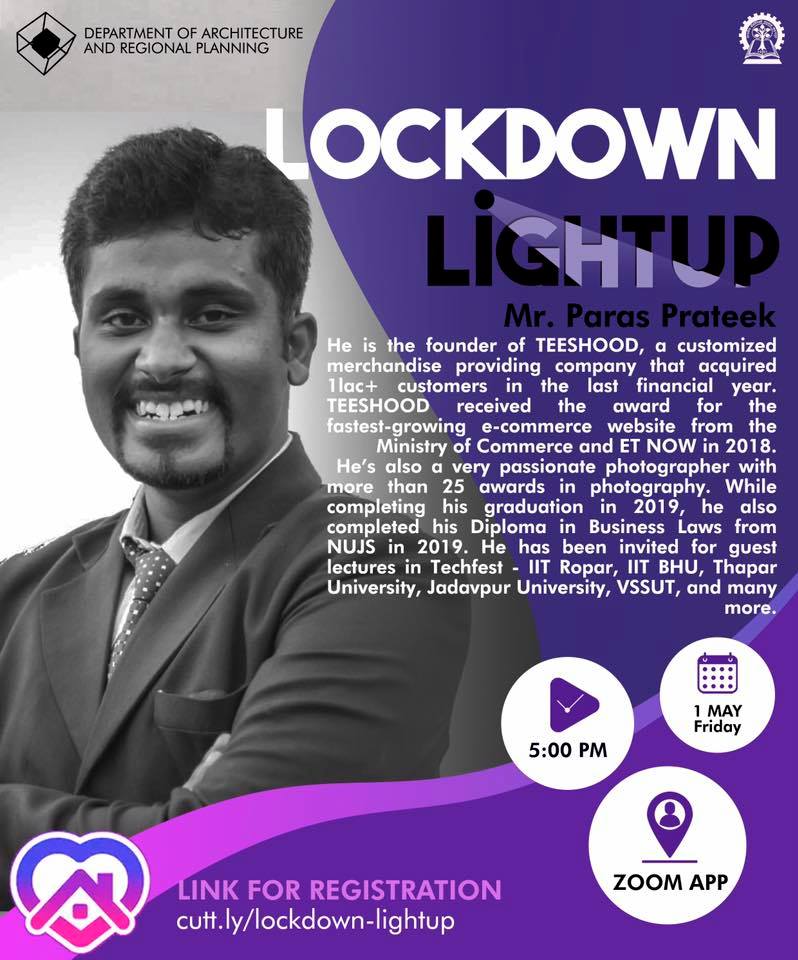 DEPARTMENT OF ARCHITECTURE
AND REGIONAL PLANNING
LOCKDOWN
LiGHTUP
Mr. Paras Prateek
He is the founder of TEESHOOD, a customized
merchandise providing company that acquired
1lac+ customers in the last financial year.
TEESHOOD received the award for the
fastest-growing e-commerce website from the
Ministry of Commerce and ET NOW in 2018.
He's also a very passionate photographer with
more than 25 awards in photography. While
completing his graduation in 2019, he also
completed his Diploma in Business Laws from
NUJS in 2019. He has been invited for guest
lectures in Techfest - IIT Ropar, IIT BHU, Thapar
University, Jadavpur University, VSSUT, and many
more.
5:00 PM
1 MAY
Friday
ZOOM APP
LINK FOR REGISTRATION
cutt.ly/lockdown-lightup